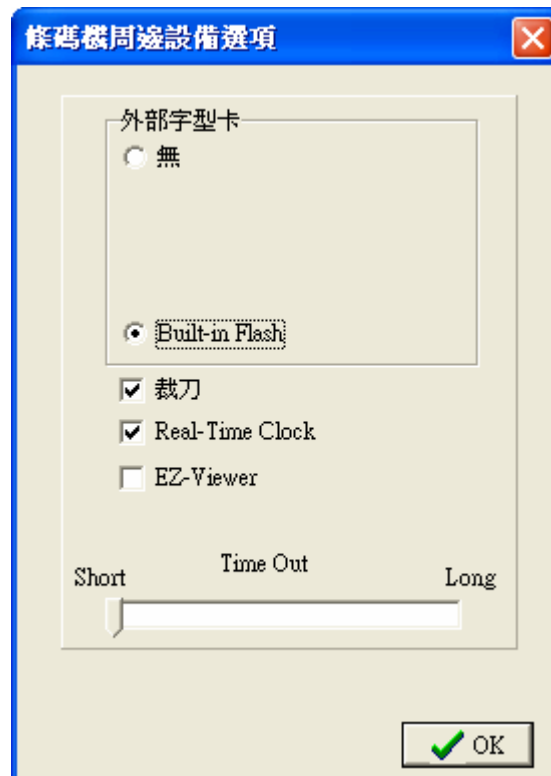 條碼機周邊設備選項
外部字型卡
無
Built-in Flash
裁刀
Real-Time Clock
EZ-Viewer
Time Out
Short
Long
OK